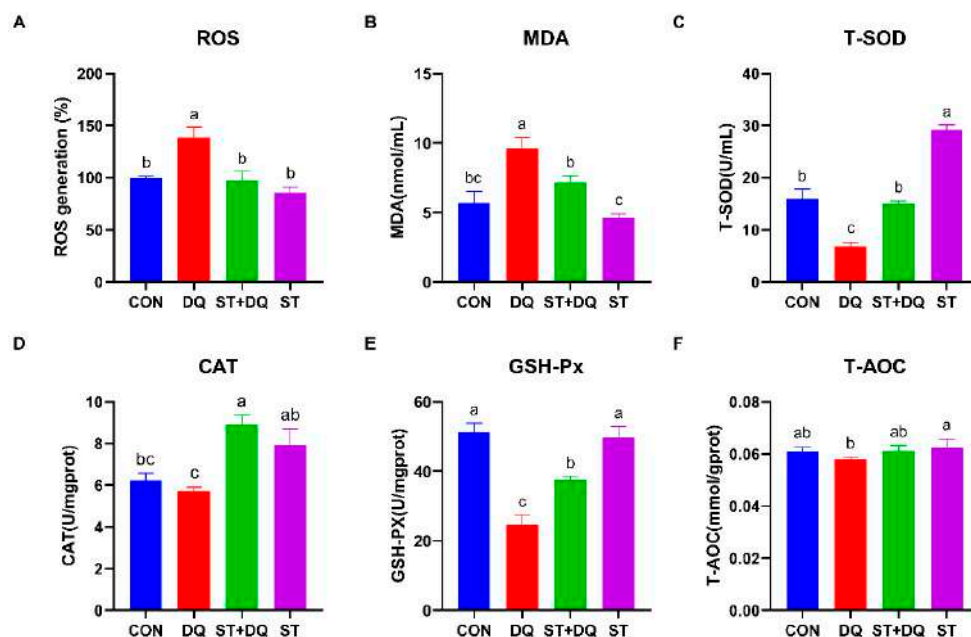 A
ROS
ROS generation (%)
200
150
100
50
0
b
a
b
b
CON DQ ST+DQ ST
B
MDA
MDA(nmol/mL)
15
10
5
0
bc
a
b
c
CON DQ ST+DQ ST
C
T-SOD
T-SOD(U/mL)
40
30
20
10
0
b
c
b
a
CON DQ ST+DQ ST
D
CAT
CAT(U/mgprot)
10
8
6
4
2
0
bc
c
a
ab
CON DQ ST+DQ ST
E
GSH-Px
GSH-PX(U/mgprot)
60
40
20
0
a
c
b
a
CON DQ ST+DQ ST
F
T-AOC
T-AOC(mmol/gprot)
0.08
0.06
0.04
0.02
0.00
ab
b
ab
a
CON DQ ST+DQ ST